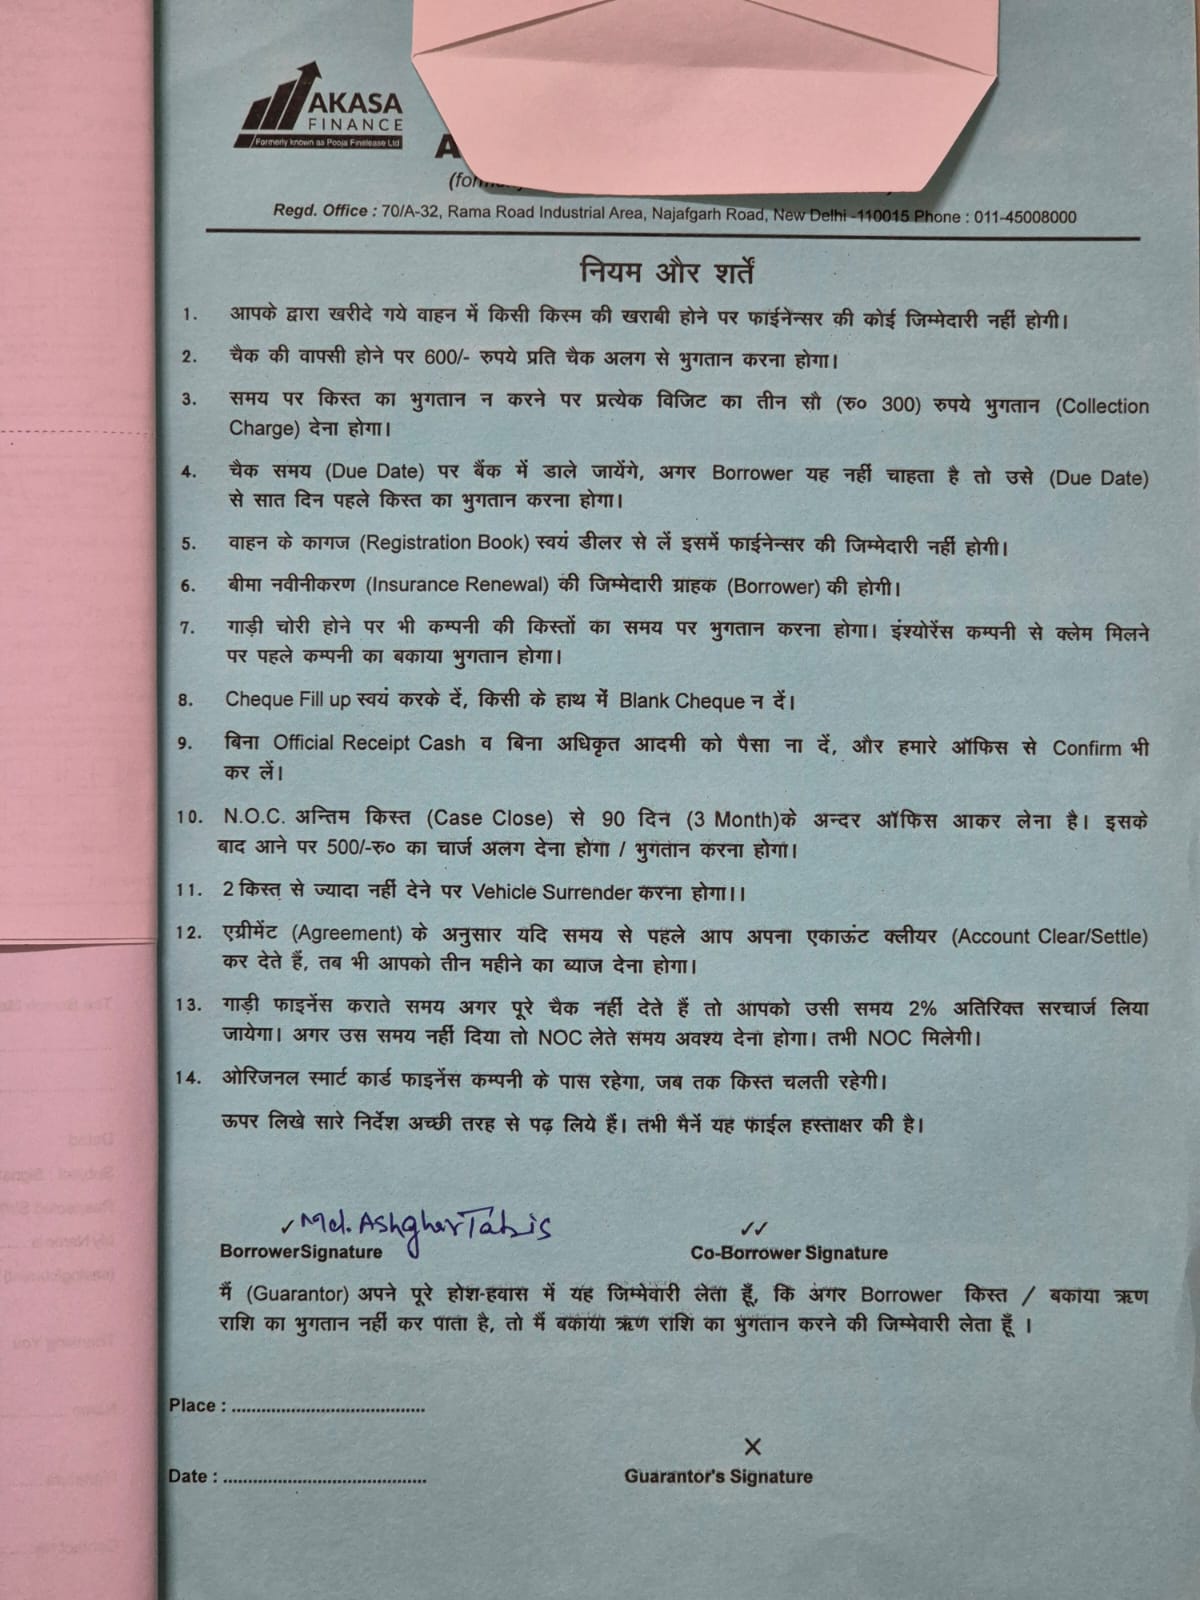 AKASA
FINANCE
Formerly known as Pooja Finelease Ltd
Regd. Office : 70/A-32, Rama Road Industrial Area, Najafgarh Road, New Delhi -110015 Phone : 011-45008000
नियम और शर्तें
1. आपके द्वारा खरीदे गये वाहन में किसी किस्म की खराबी होने पर फाईनेन्सर की कोई जिम्मेदारी नहीं होगी।
2. चैक की वापसी होने पर 600/- रुपये प्रति चैक अलग से भुगतान करना होगा।
3. समय पर किस्त का भुगतान न करने पर प्रत्येक विजिट का तीन सौ (रु० 300) रुपये भुगतान (Collection
Charge) देना होगा।
4. चैक समय (Due Date) पर बैंक में डाले जायेंगे, अगर Borrower यह नहीं चाहता है तो उसे (Due Date)
से सात दिन पहले किस्त का भुगतान करना होगा।
5. वाहन के कागज (Registration Book) स्वयं डीलर से लें इसमें फाईनेन्सर की जिम्मेदारी नहीं होगी।
6. बीमा नवीनीकरण (Insurance Renewal) की जिम्मेदारी ग्राहक (Borrower) की होगी।
7. गाड़ी चोरी होने पर भी कम्पनी की किस्तों का समय पर भुगतान करना होगा। इंश्योरेंस कम्पनी से क्लेम मिलने
पर पहले कम्पनी का बकाया भुगतान होगा।
8. Cheque Fill up स्वयं करके दें, किसी के हाथ में Blank Cheque न दें।
9. बिना Official Receipt Cash व बिना अधिकृत आदमी को पैसा ना दें, और हमारे ऑफिस से Confirm भी
कर लें।
10. N.O.C. अन्तिम किस्त (Case Close) से 90 दिन (3 Month)के अन्दर ऑफिस आकर लेना है। इसके
बाद आने पर 500/-रु० का चार्ज अलग देना होगा / भुगतान करना होगा।
11. 2 किस्त से ज्यादा नहीं देने पर Vehicle Surrender करना होगा।।
12. एग्रीमेंट (Agreement) के अनुसार यदि समय से पहले आप अपना एकाऊंट क्लीयर (Account Clear/Settle)
कर देते हैं, तब भी आपको तीन महीने का ब्याज देना होगा।
13. गाड़ी फाइनेंस कराते समय अगर पूरे चैक नहीं देते हैं तो आपको उसी समय 2% अतिरिक्त सरचार्ज लिया
जायेगा। अगर उस समय नहीं दिया तो NOC लेते समय अवश्य देना होगा। तभी NOC मिलेगी।
14. ओरिजनल स्मार्ट कार्ड फाइनेंस कम्पनी के पास रहेगा, जब तक किस्त चलती रहेगी।
ऊपर लिखे सारे निर्देश अच्छी तरह से पढ़ लिये हैं। तभी मैनें यह फाईल हस्ताक्षर की है।
Md. Ashghar Tabis
Borrower Signature
Co-Borrower Signature
मैं (Guarantor) अपने पूरे होश-हवास में यह जिम्मेवारी लेता हूँ, कि अंगर Borrower किस्त / बकाया ऋण
राशि का भुगतान नहीं कर पाता है, तो मैं बकाया ऋण राशि का भुगतान करने की जिम्मेवारी लेता हूँ ।
Place : .......................................
Date : .........................................
X
Guarantor's Signature